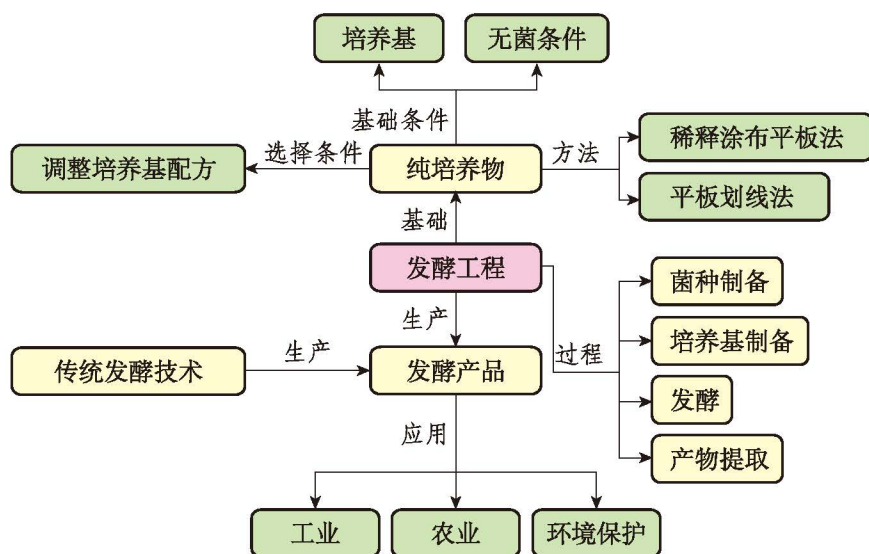 培养基
无菌条件
基础条件
调整培养基配方
选择条件
纯培养物
方法
稀释涂布平板法
平板划线法
基础
发酵工程
菌种制备
生产
培养基制备
传统发酵技术
生产
发酵产品
过程
发酵
应用
产物提取
工业
农业
环境保护